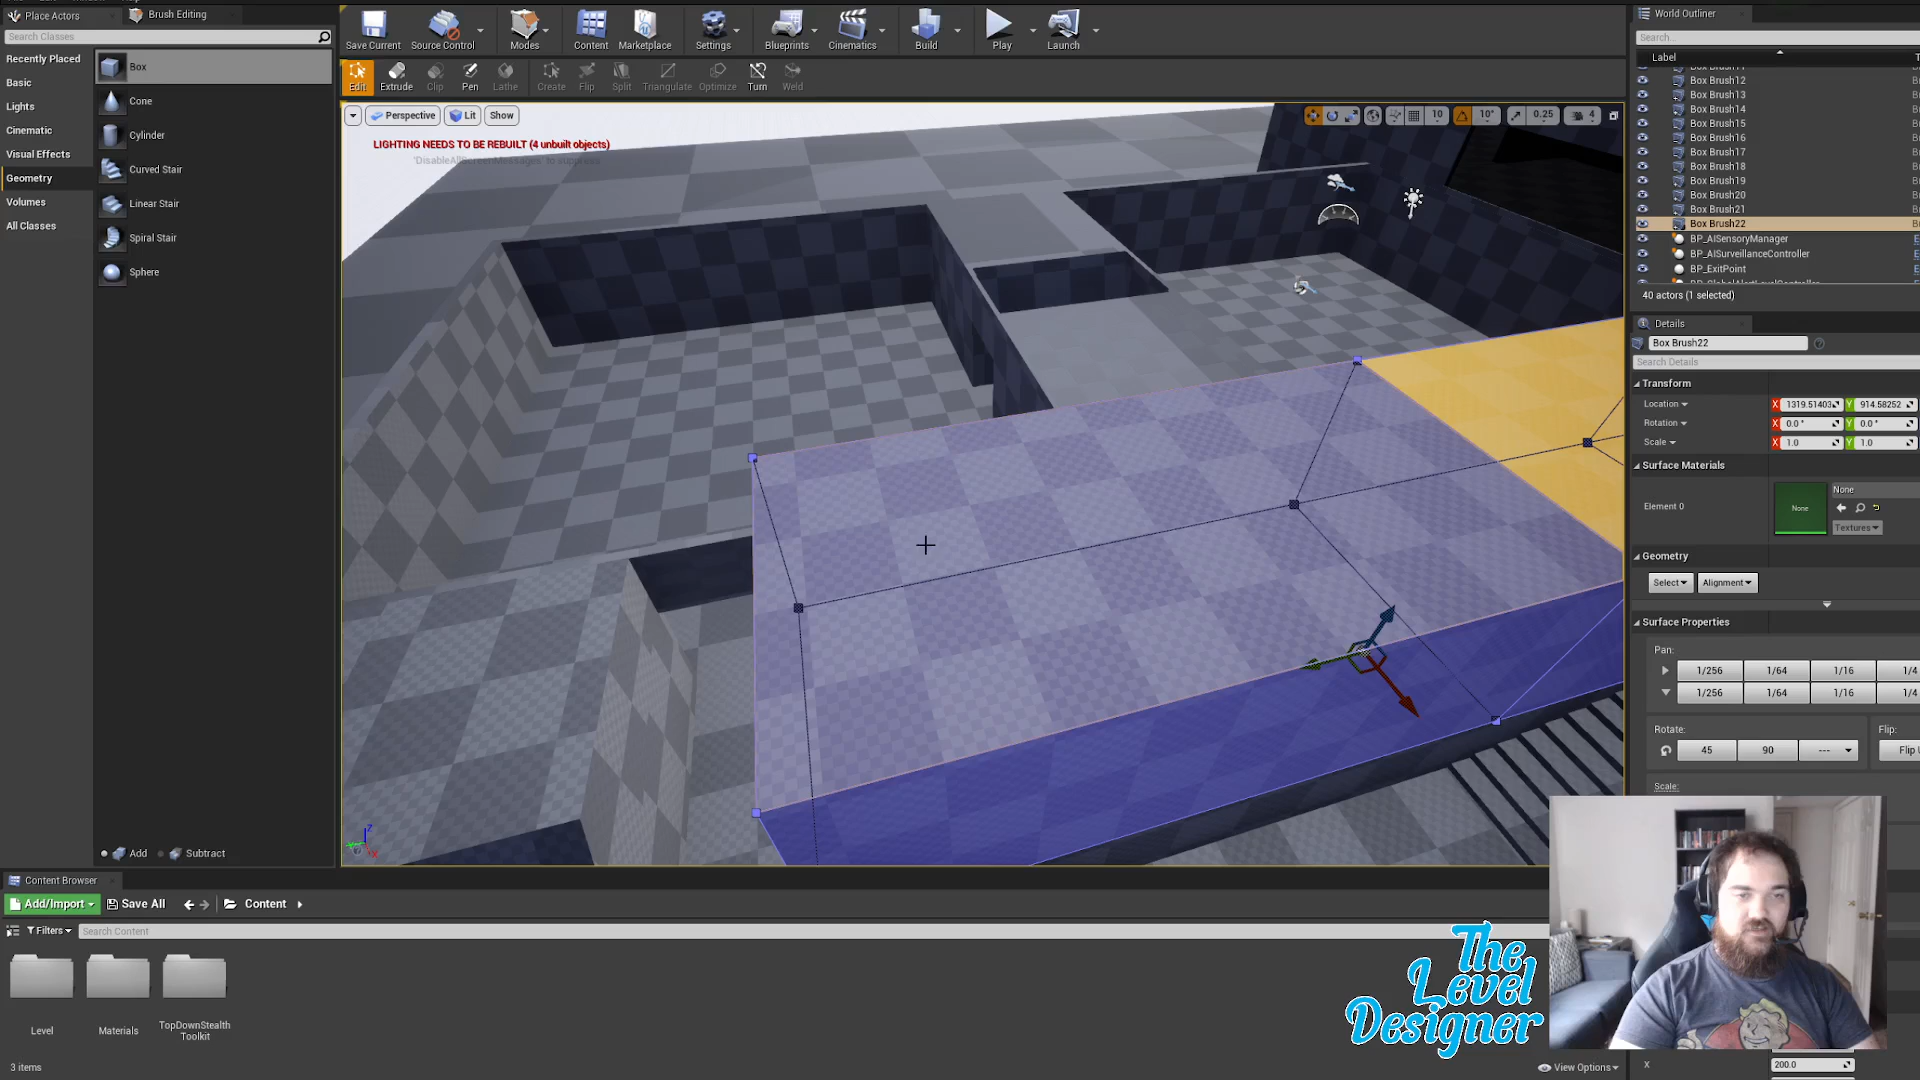 Place Actors
Brush Editing
Search Classes
Recently Placed
Basic
Lights
Cinematic
Visual Effects
Geometry
Volumes
All Classes
Box
Cone
Cylinder
Curved Stair
Linear Stair
Spiral Stair
Sphere
Add
Subtract
Save Current
Source Control
Modes
Content
Marketplace
Settings
Blueprints
Cinematics
Build
Play
Launch
Edit
Extrude
Clip
Pen
Lathe
Create
Flip
Split
Triangulate
Optimize
Turn
Weld
Perspective
Lit
Show
10
10°
0.25
4
LIGHTING NEEDS TO BE REBUILT (4 unbuilt objects)
'DisableAllScreenMessages' to suppress
World Outliner
Search...
Label
Box Brush12
Box Brush13
Box Brush14
Box Brush15
Box Brush16
Box Brush17
Box Brush18
Box Brush19
Box Brush20
Box Brush21
Box Brush22
BP_AISensoryManager
BP_AISurveillanceController
BP_ExitPoint
BP_GlobalAlertLevelController
40 actors (1 selected)
Details
Box Brush22
Search Details
Transform
Location X 1319.51403 Y 914.58252
Rotation X 0.0° Y 0.0°
Scale X 1.0 Y 1.0
Surface Materials
Element 0
None
None
Textures
Geometry
Select
Alignment
Surface Properties
Pan:
1/256 1/64 1/16 1/4
1/256 1/64 1/16 1/4
Rotate:
Flip:
45 90 ---
Flip U
Scale:
X 200.0
Content Browser
Add/Import
Save All
Content
Filters
Search Content
Level
Materials
TopDownStealth
Toolkit
3 items
View Options
The
Level
Designer